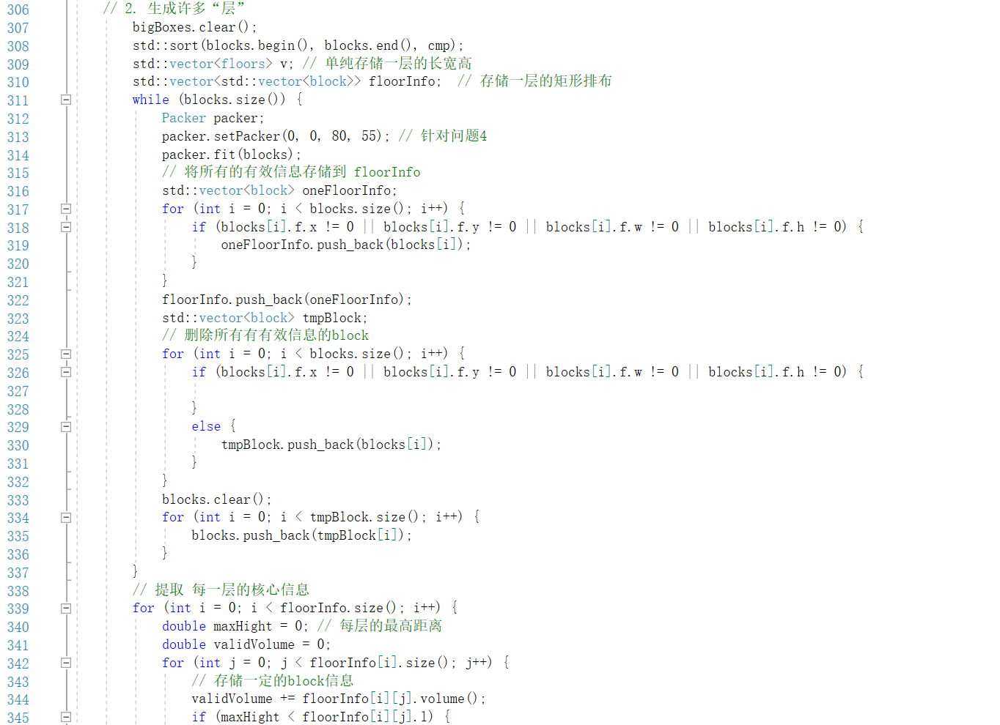 306 // 2. 生成许多“层”
307 bigBoxes.clear();
308 std::sort(blocks.begin(), blocks.end(), cmp);
309 std::vector<floors> v; // 单纯存储一层的长宽高
310 std::vector<std::vector<block>> floorInfo;  // 存储一层的矩形排布
311 while (blocks.size()) {
312 Packer packer;
313 packer.setPacker(0, 0, 80, 55); // 针对问题4
314 packer.fit(blocks);
315 // 将所有的有效信息存储到 floorInfo
316 std::vector<block> oneFloorInfo;
317 for (int i = 0; i < blocks.size(); i++) {
318 if (blocks[i].f.x != 0 || blocks[i].f.y != 0 || blocks[i].f.w != 0 || blocks[i].f.h != 0) {
319 oneFloorInfo.push_back(blocks[i]);
320 }
321 }
322 floorInfo.push_back(oneFloorInfo);
323 std::vector<block> tmpBlock;
324 // 删除所有有有效信息的block
325 for (int i = 0; i < blocks.size(); i++) {
326 if (blocks[i].f.x != 0 || blocks[i].f.y != 0 || blocks[i].f.w != 0 || blocks[i].f.h != 0) {
327
328 }
329 else {
330 tmpBlock.push_back(blocks[i]);
331 }
332 }
333 blocks.clear();
334 for (int i = 0; i < tmpBlock.size(); i++) {
335 blocks.push_back(tmpBlock[i]);
336 }
337 }
338 // 提取 每一层的核心信息
339 for (int i = 0; i < floorInfo.size(); i++) {
340 double maxHight = 0; // 每层的最高距离
341 double validVolume = 0;
342 for (int j = 0; j < floorInfo[i].size(); j++) {
343 // 存储一定的block信息
344 validVolume += floorInfo[i][j].volume();
345 if (maxHight < floorInfo[i][j].l) {